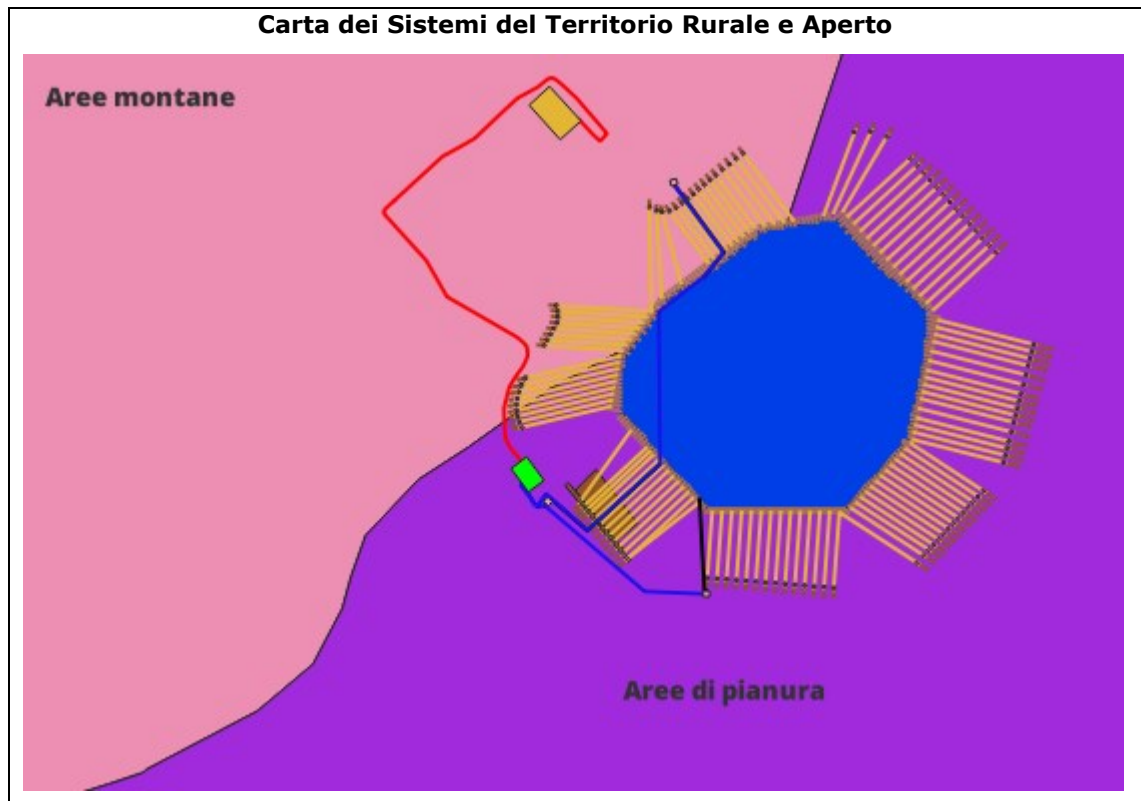 Carta dei Sistemi del Territorio Rurale e Aperto
Aree montane
Aree di pianura